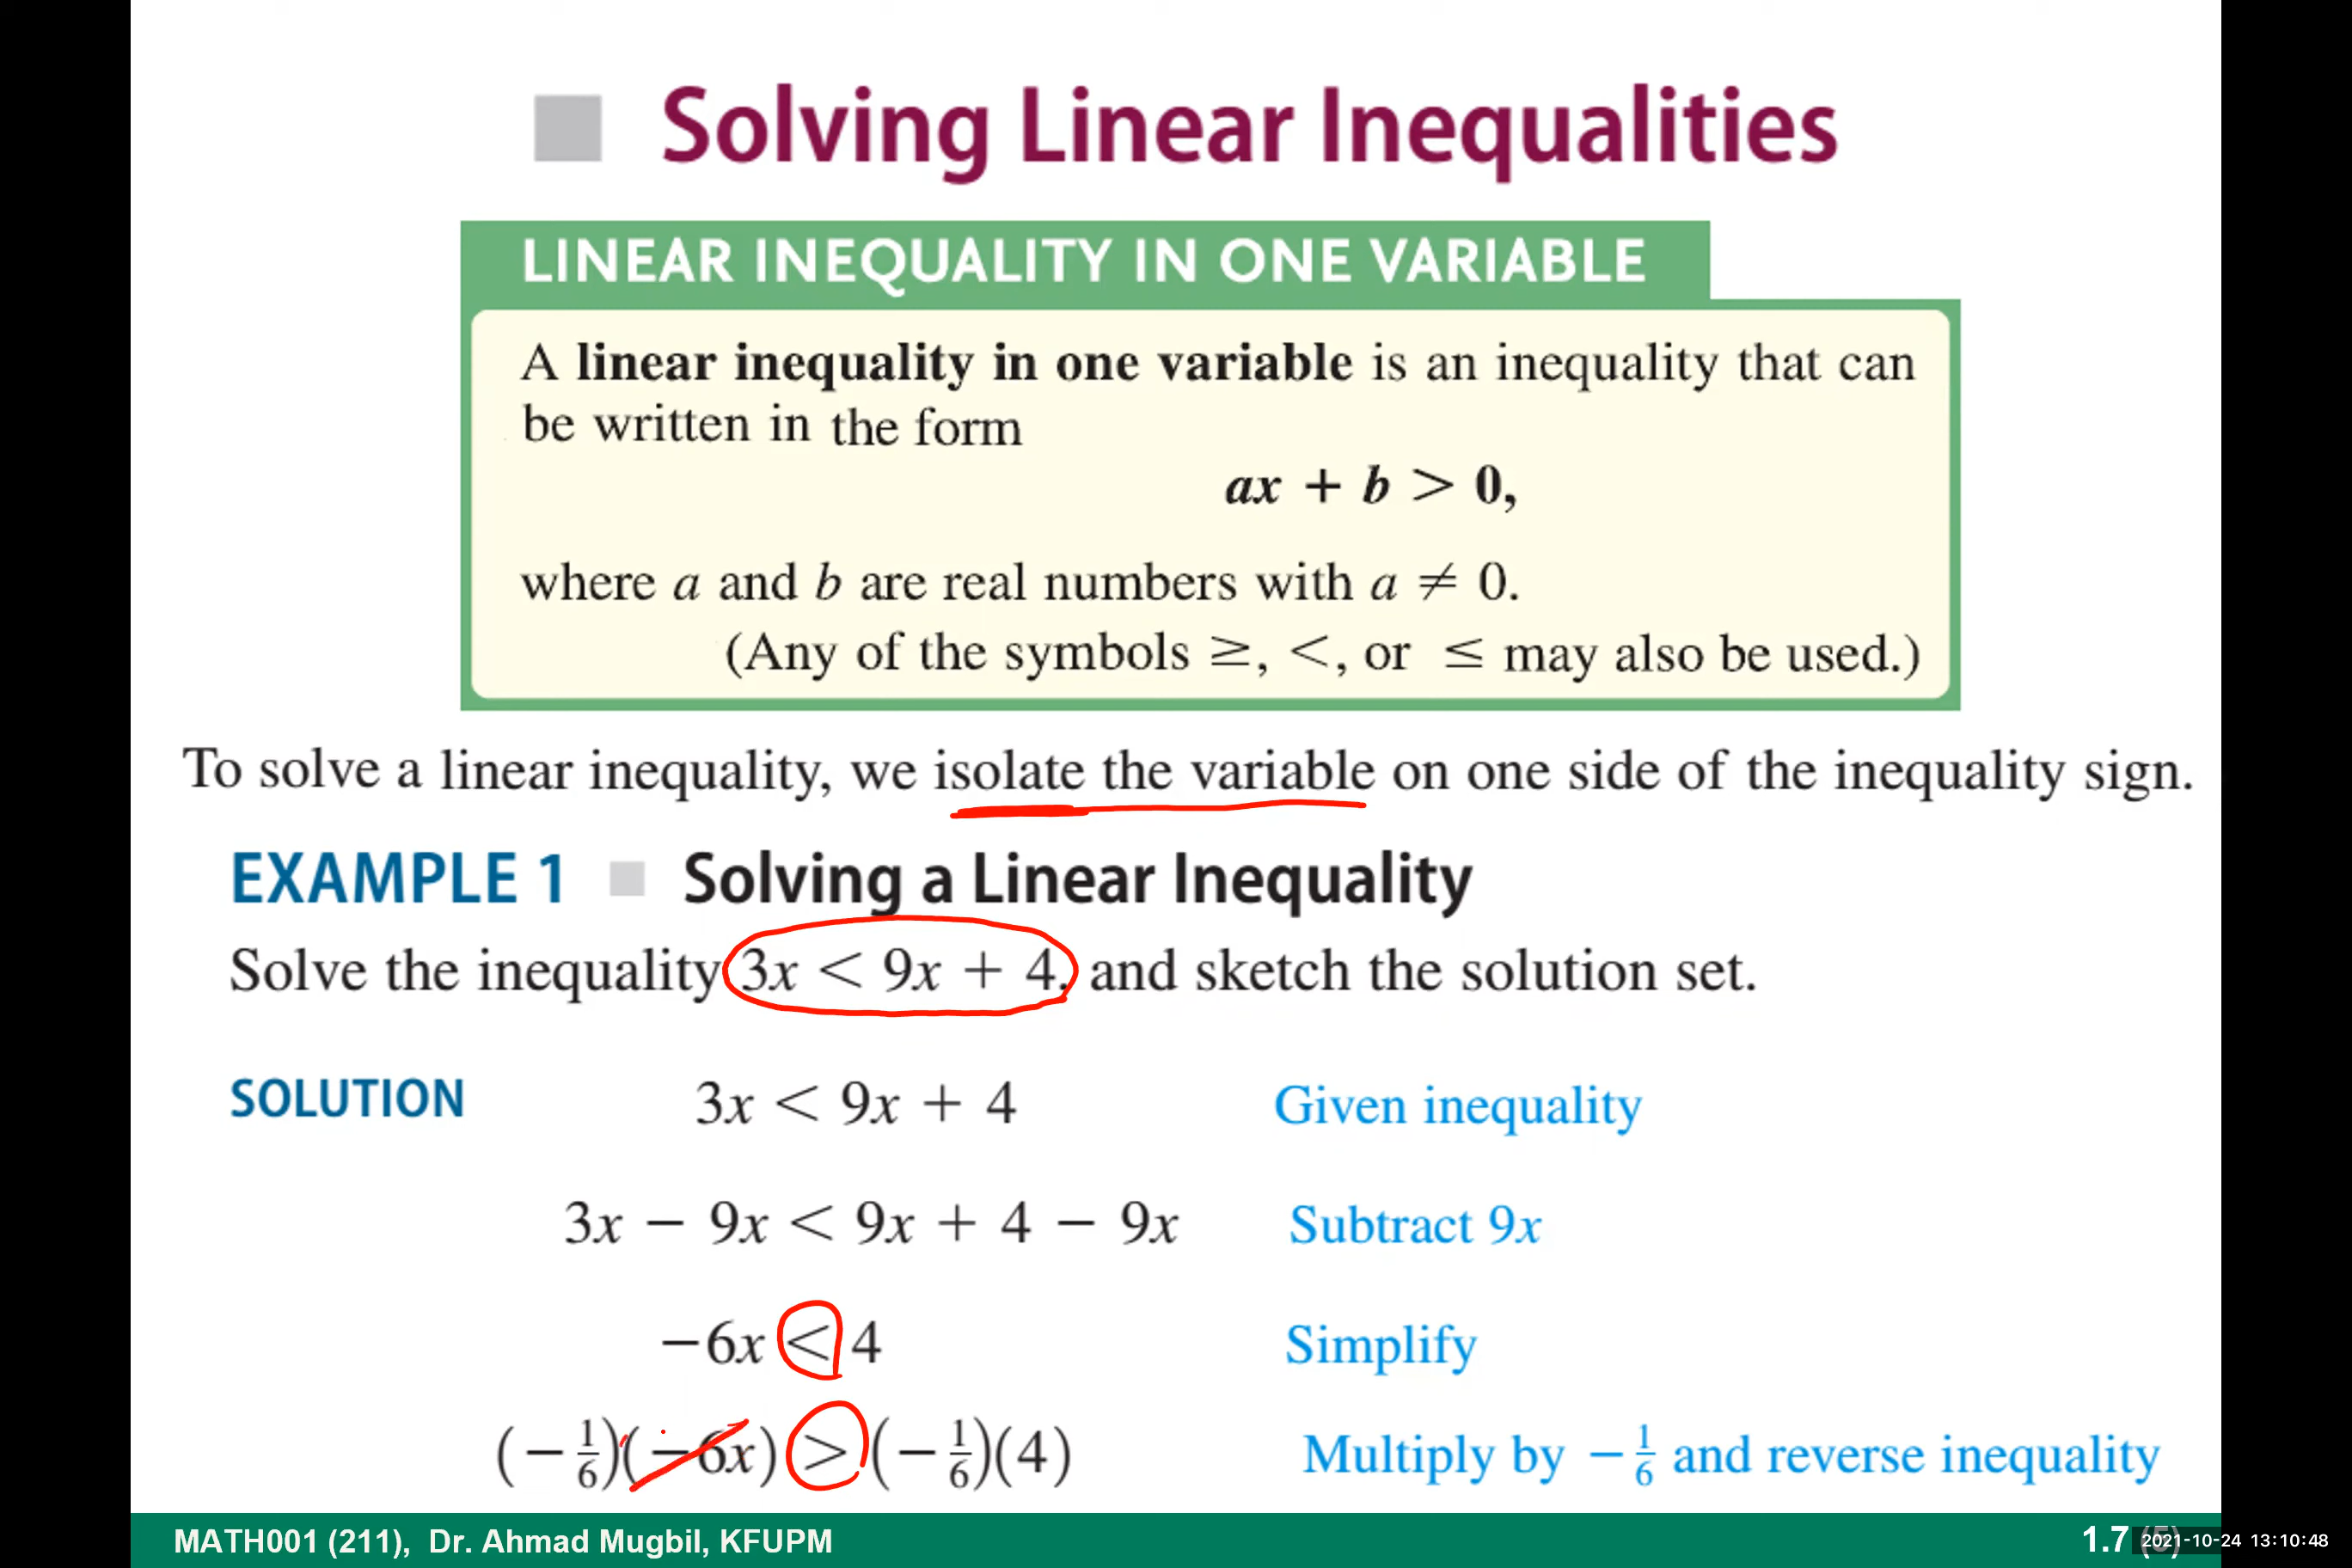 Solving Linear Inequalities
LINEAR INEQUALITY IN ONE VARIABLE
A linear inequality in one variable is an inequality that can
be written in the form
ax + b > 0,
where a and b are real numbers with a ≠ 0.
(Any of the symbols ≥, <, or ≤ may also be used.)
To solve a linear inequality, we isolate the variable on one side of the inequality sign.
EXAMPLE 1 Solving a Linear Inequality
Solve the inequality 3x < 9x + 4, and sketch the solution set.
SOLUTION 3x < 9x + 4 Given inequality
3x − 9x < 9x + 4 − 9x Subtract 9x
−6x < 4 Simplify
(−1/6)(−6x) > (−1/6)(4) Multiply by −1/6 and reverse inequality
MATH001 (211), Dr. Ahmad Mugbil, KFUPM 1.7 (5) 2021-10-24 13:10:48